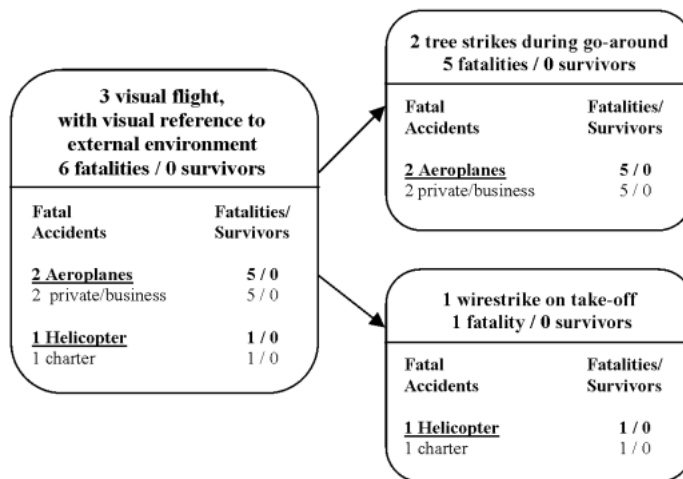 3 visual flight,
with visual reference to
external environment
6 fatalities / 0 survivors
Fatal Fatalities/
Accidents Survivors
2 Aeroplanes 5 / 0
2 private/business 5 / 0
1 Helicopter 1 / 0
1 charter 1 / 0
2 tree strikes during go-around
5 fatalities / 0 survivors
Fatal Fatalities/
Accidents Survivors
2 Aeroplanes 5 / 0
2 private/business 5 / 0
1 wirestrike on take-off
1 fatality / 0 survivors
Fatal Fatalities/
Accidents Survivors
1 Helicopter 1 / 0
1 charter 1 / 0